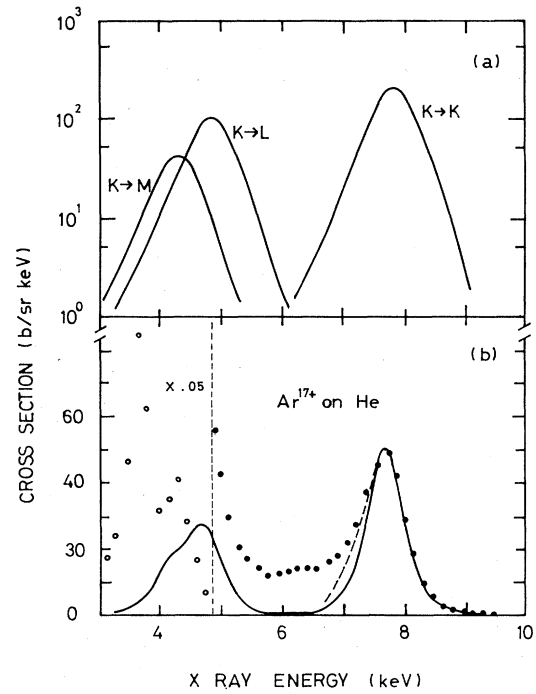 10³
(a)
K→K
K→L
10²
K→M
10¹
10⁰
CROSS SECTION (b/sr keV)
(b)
x .05
Ar¹⁷⁺ on He
60
40
30
0
4
6
8
10
X RAY ENERGY (keV)